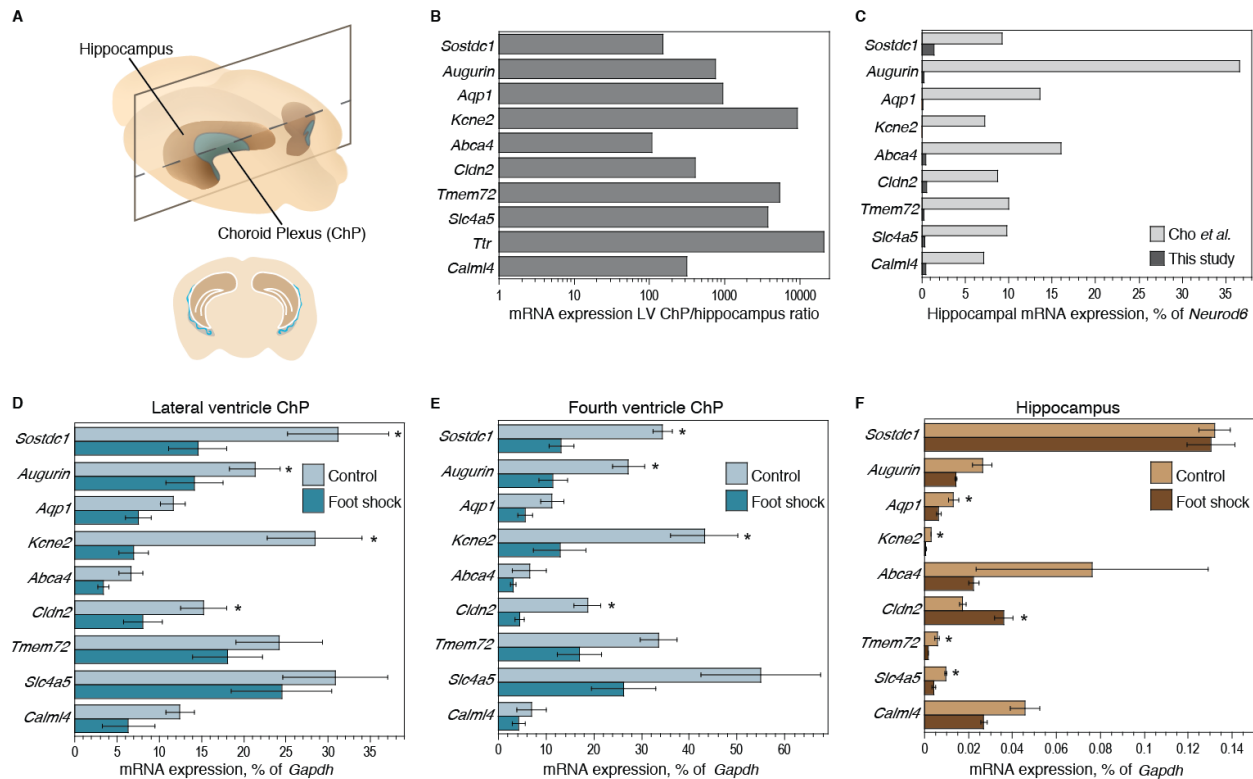 A
Hippocampus
Choroid Plexus (ChP)
B
Sostdc1
Augurin
Aqp1
Kcne2
Abca4
Cldn2
Tmem72
Slc4a5
Ttr
Calml4
1 10 100 1000 10000
mRNA expression LV ChP/hippocampus ratio
C
Sostdc1
Augurin
Aqp1
Kcne2
Abca4
Cldn2
Tmem72
Slc4a5
Calml4
Cho et al.
This study
0 5 10 15 20 25 30 35
Hippocampal mRNA expression, % of Neurod6
D
Lateral ventricle ChP
Sostdc1 *
Augurin *
Aqp1
Kcne2 *
Abca4
Cldn2 *
Tmem72
Slc4a5
Calml4
Control
Foot shock
0 5 10 15 20 25 30 35
mRNA expression, % of Gapdh
E
Fourth ventricle ChP
Sostdc1 *
Augurin *
Aqp1
Kcne2 *
Abca4
Cldn2 *
Tmem72
Slc4a5
Calml4
Control
Foot shock
0 10 20 30 40 50 60
mRNA expression, % of Gapdh
F
Hippocampus
Sostdc1
Augurin
Aqp1 *
Kcne2 *
Abca4
Cldn2 *
Tmem72 *
Slc4a5 *
Calml4
Control
Foot shock
0 0.02 0.04 0.06 0.08 0.10 0.12 0.14
mRNA expression, % of Gapdh